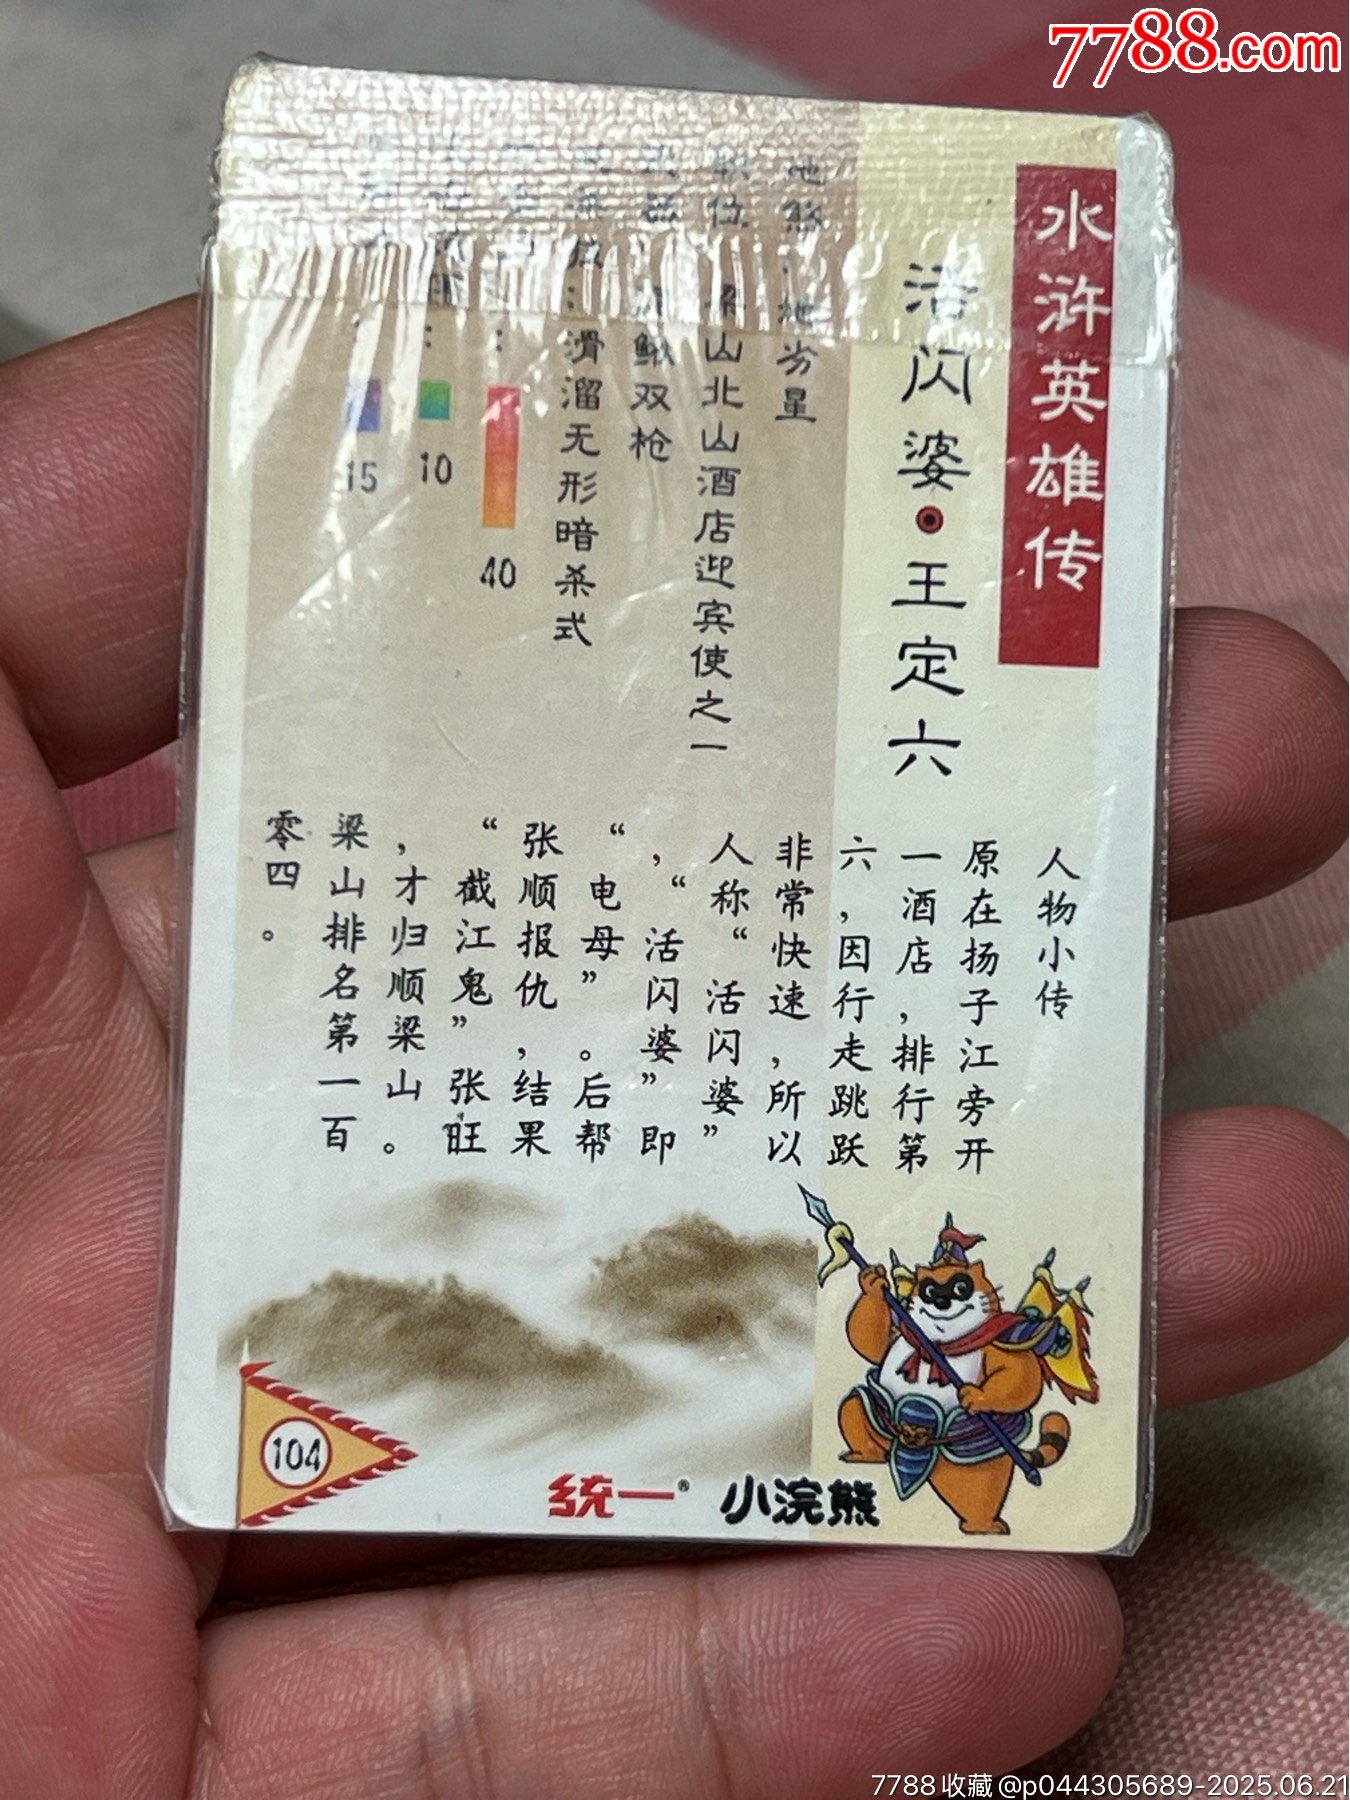 7788.com
水浒英雄传
活闪婆·王定六
地煞：地劣星
职位：梁山北山酒店迎宾使之一
武器：鳅双枪
：滑溜无形暗杀式
：40
：10
：15
人物小传
原在扬子江旁开
一酒店，排行第
六，因行走跳跃
非常快速，所以
人称“活闪婆”
，“活闪婆”即
“电母”。后帮
张顺报仇，结果
“截江鬼”张旺
，才归顺梁山。
梁山排名第一百
零四。
104
统一® 小浣熊
7788收藏@p044305689-2025.06.21